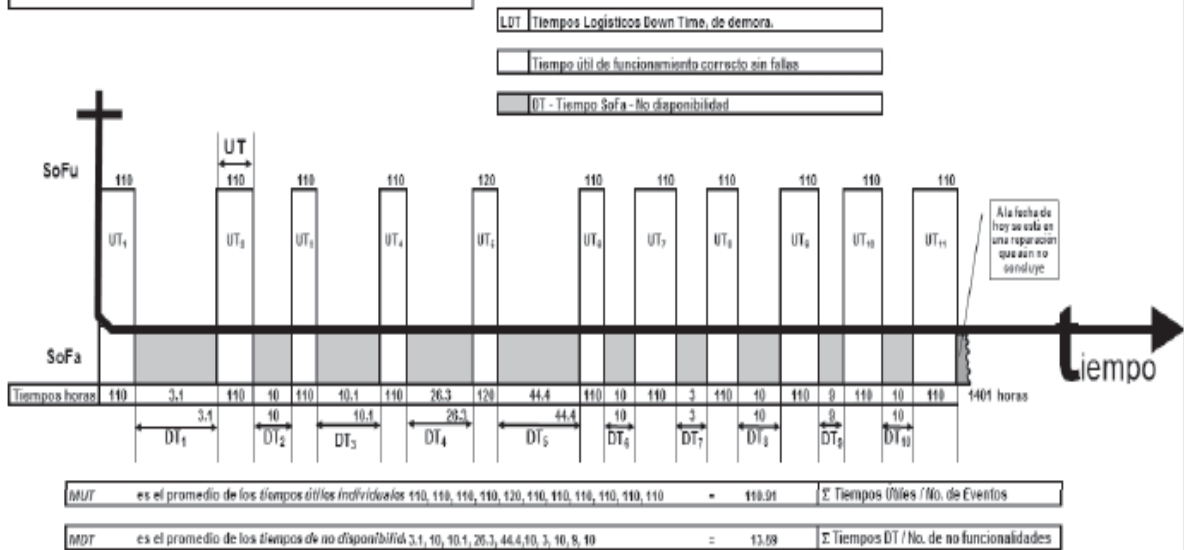 LDT Tiempos Logísticos Down Time, de demora.
Tiempo útil de funcionamiento correcto sin fallas
DT - Tiempo SoFa - No disponibilidad
UT
SoFu
110 110 110 110 120 110 110 110 110 110 110
UT1 UT2 UT3 UT4 UT5 UT6 UT7 UT8 UT9 UT10 UT11
A la fecha de
hoy se está en
una reparación
que aún no
concluye
SoFa
tiempo
Tiempos horas 110 3.1 110 10 110 10.1 110 26.3 120 44.4 110 10 110 3 110 10 110 9 110 10 110 1401 horas
3.1 10 10.1 26.3 44.4 10 3 10 9 10
DT1 DT2 DT3 DT4 DT5 DT6 DT7 DT8 DT9 DT10
MUT es el promedio de los tiempos útiles individuales 110, 110, 110, 110, 120, 110, 110, 110, 110, 110, 110 = 110.91 Σ Tiempos Útiles / No. de Eventos
MDT es el promedio de los tiempos de no disponibilid 3.1, 10, 10.1, 26.3, 44.4,10, 3, 10, 9, 10 = 13.59 Σ Tiempos DT / No. de no funcionalidades